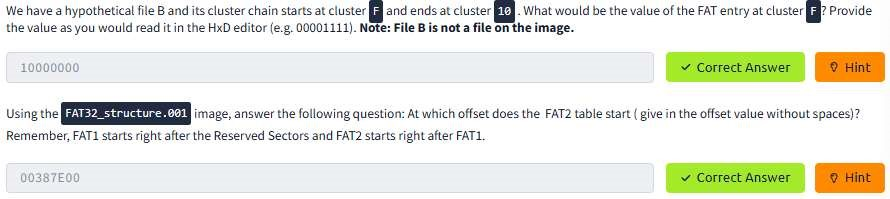 We have a hypothetical file B and its cluster chain starts at cluster F and ends at cluster 10 . What would be the value of the FAT entry at cluster F ? Provide
the value as you would read it in the HxD editor (e.g. 00001111). Note: File B is not a file on the image.
10000000 ✓ Correct Answer Hint
Using the FAT32_structure.001 image, answer the following question: At which offset does the FAT2 table start ( give in the offset value without spaces)?
Remember, FAT1 starts right after the Reserved Sectors and FAT2 starts right after FAT1.
00387E00 ✓ Correct Answer Hint